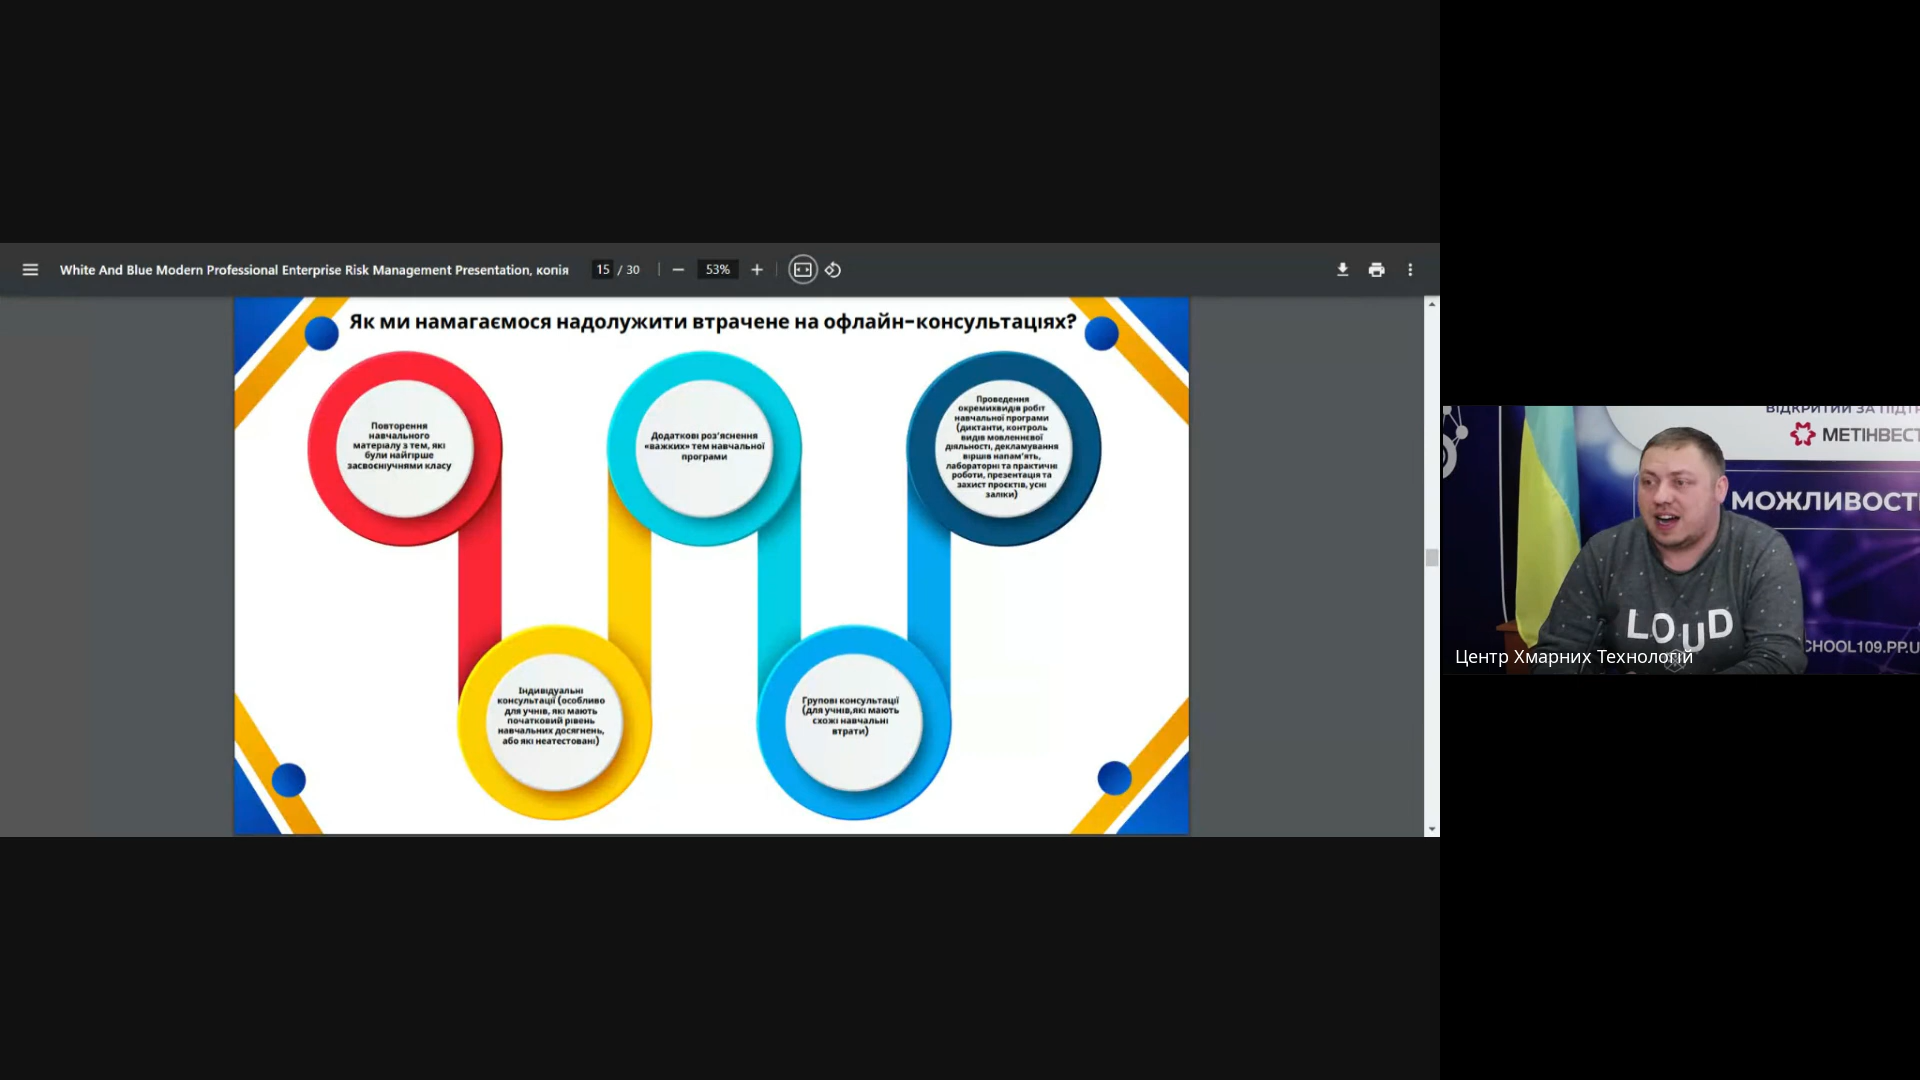 White And Blue Modern Professional Enterprise Risk Management Presentation, копія
15 / 30
53%
Як ми намагаємося надолужити втрачене на офлайн-консультаціях?
Повторення
навчального
матеріалу з тем, які
були найгірше
засвоєніучнями класу
Додаткові роз’яснення
«важких» тем навчальної
програми
Проведення
окремихвидів робіт
навчальної програми
(диктанти, контроль
видів мовленнєвої
діяльності, декламування
віршів напам’ять,
лабораторні та практичні
роботи, презентація та
захист проєктів, усні
заліки)
Індивідуальні
консультації (особливо
для учнів, які мають
початковий рівень
навчальних досягнень,
або які неатестовані)
Групові консультації
(для учнів,які мають
схожі навчальні
втрати)
ВІДКРИТИЙ ЗА ПІДТР
МЕТІНВЕСТ
МОЖЛИВОСТ
LOUD
CHOOL109.PP.U
Центр Хмарних Технологій